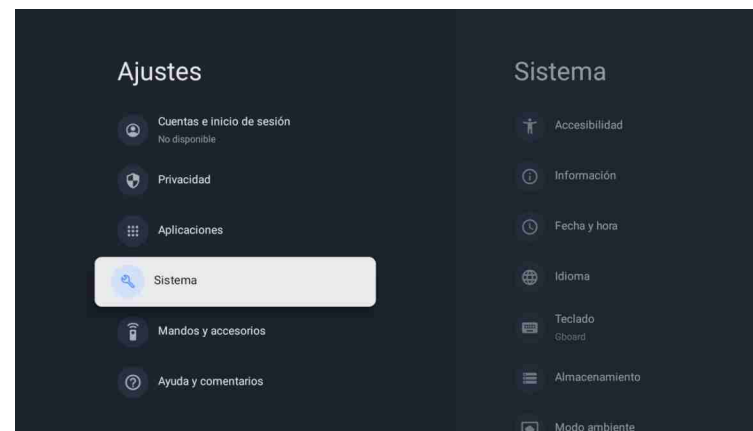 Ajustes
Cuentas e inicio de sesión
No disponible
Privacidad
Aplicaciones
Sistema
Mandos y accesorios
Ayuda y comentarios
Sistema
Accesibilidad
Información
Fecha y hora
Idioma
Teclado
Gboard
Almacenamiento
Modo ambiente